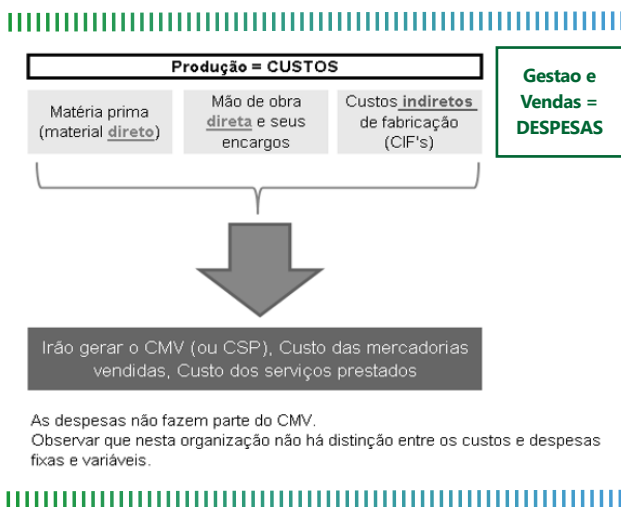 Produção = CUSTOS
Matéria prima
(material direto)
Mão de obra
direta e seus
encargos
Custos indiretos
de fabricação
(CIF's)
Gestao e
Vendas =
DESPESAS
Irão gerar o CMV (ou CSP), Custo das mercadorias
vendidas, Custo dos serviços prestados
As despesas não fazem parte do CMV.
Observar que nesta organização não há distinção entre os custos e despesas
fixas e variáveis.